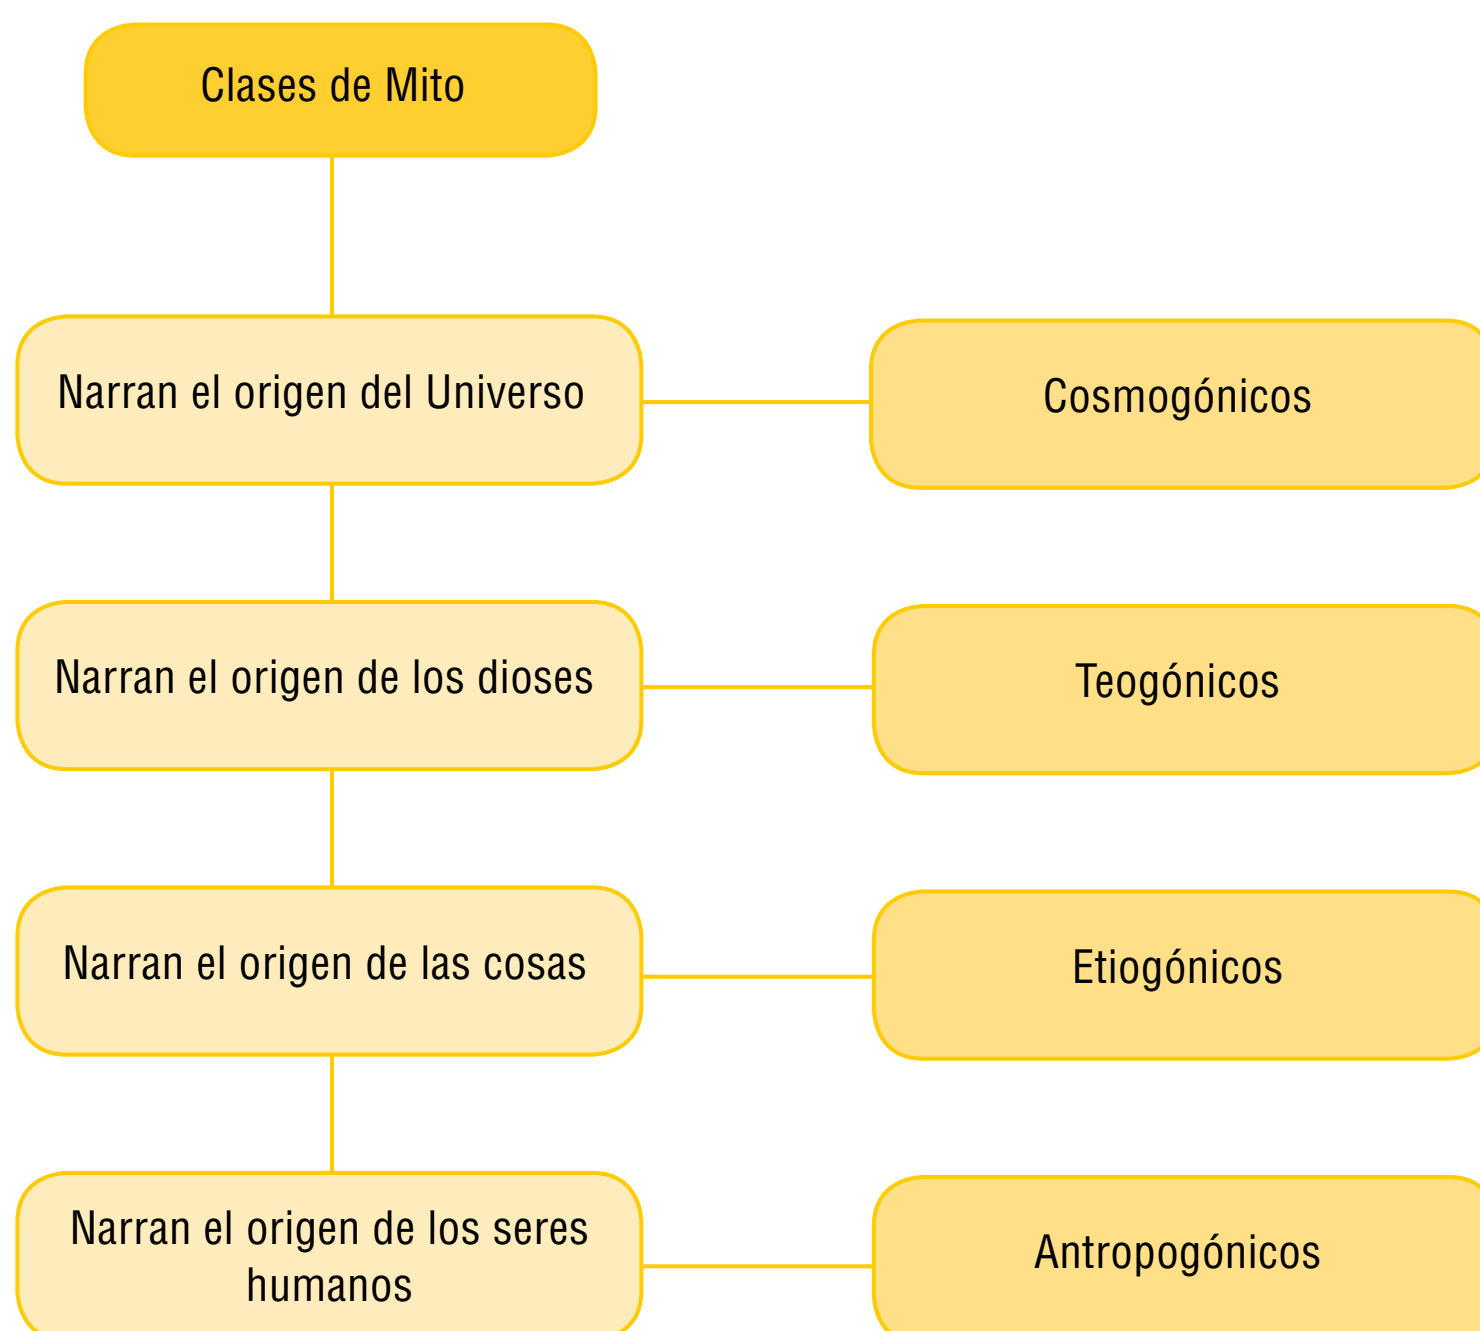 Clases de Mito
Narran el origen del Universo
Cosmogónicos
Narran el origen de los dioses
Teogónicos
Narran el origen de las cosas
Etiogónicos
Narran el origen de los seres
humanos
Antropogónicos